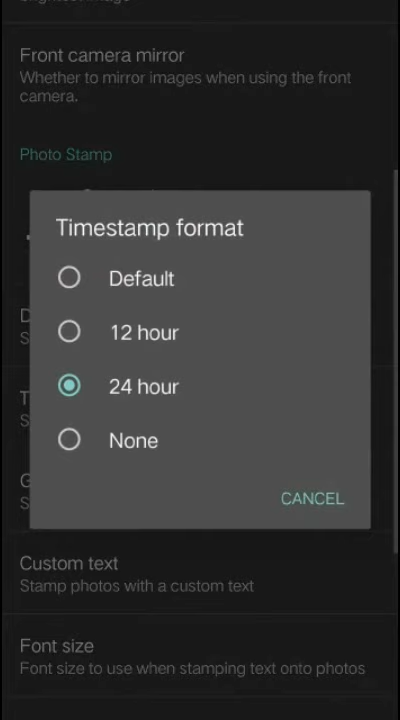 Front camera mirror
Whether to mirror images when using the front
camera.
Photo Stamp
Timestamp format
Default
12 hour
24 hour
None
CANCEL
Custom text
Stamp photos with a custom text
Font size
Font size to use when stamping text onto photos